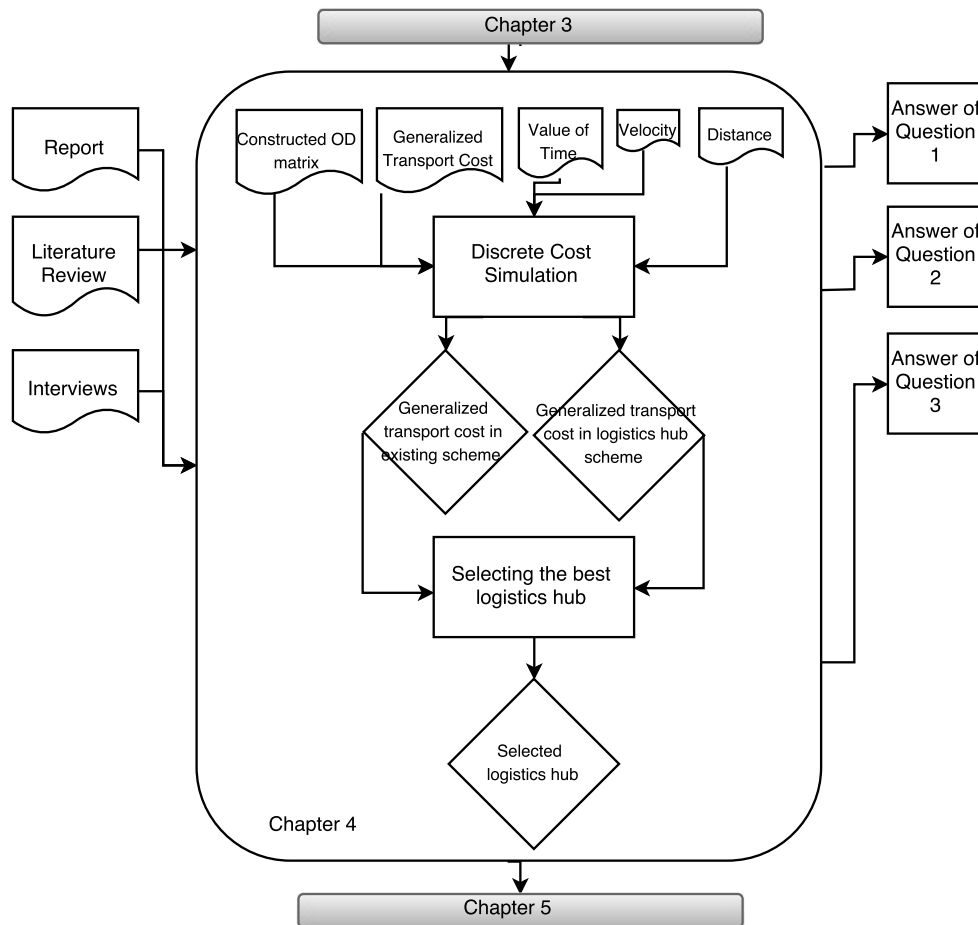 Chapter 3
Report
Literature
Review
Interviews
Constructed OD
matrix
Generalized
Transport Cost
Value of
Time
Velocity
Distance
Discrete Cost
Simulation
Generalized
transport cost in
existing scheme
Generalized transport
cost in logistics hub
scheme
Selecting the best
logistics hub
Selected
logistics hub
Chapter 4
Answer of
Question
1
Answer of
Question
2
Answer of
Question
3
Chapter 5